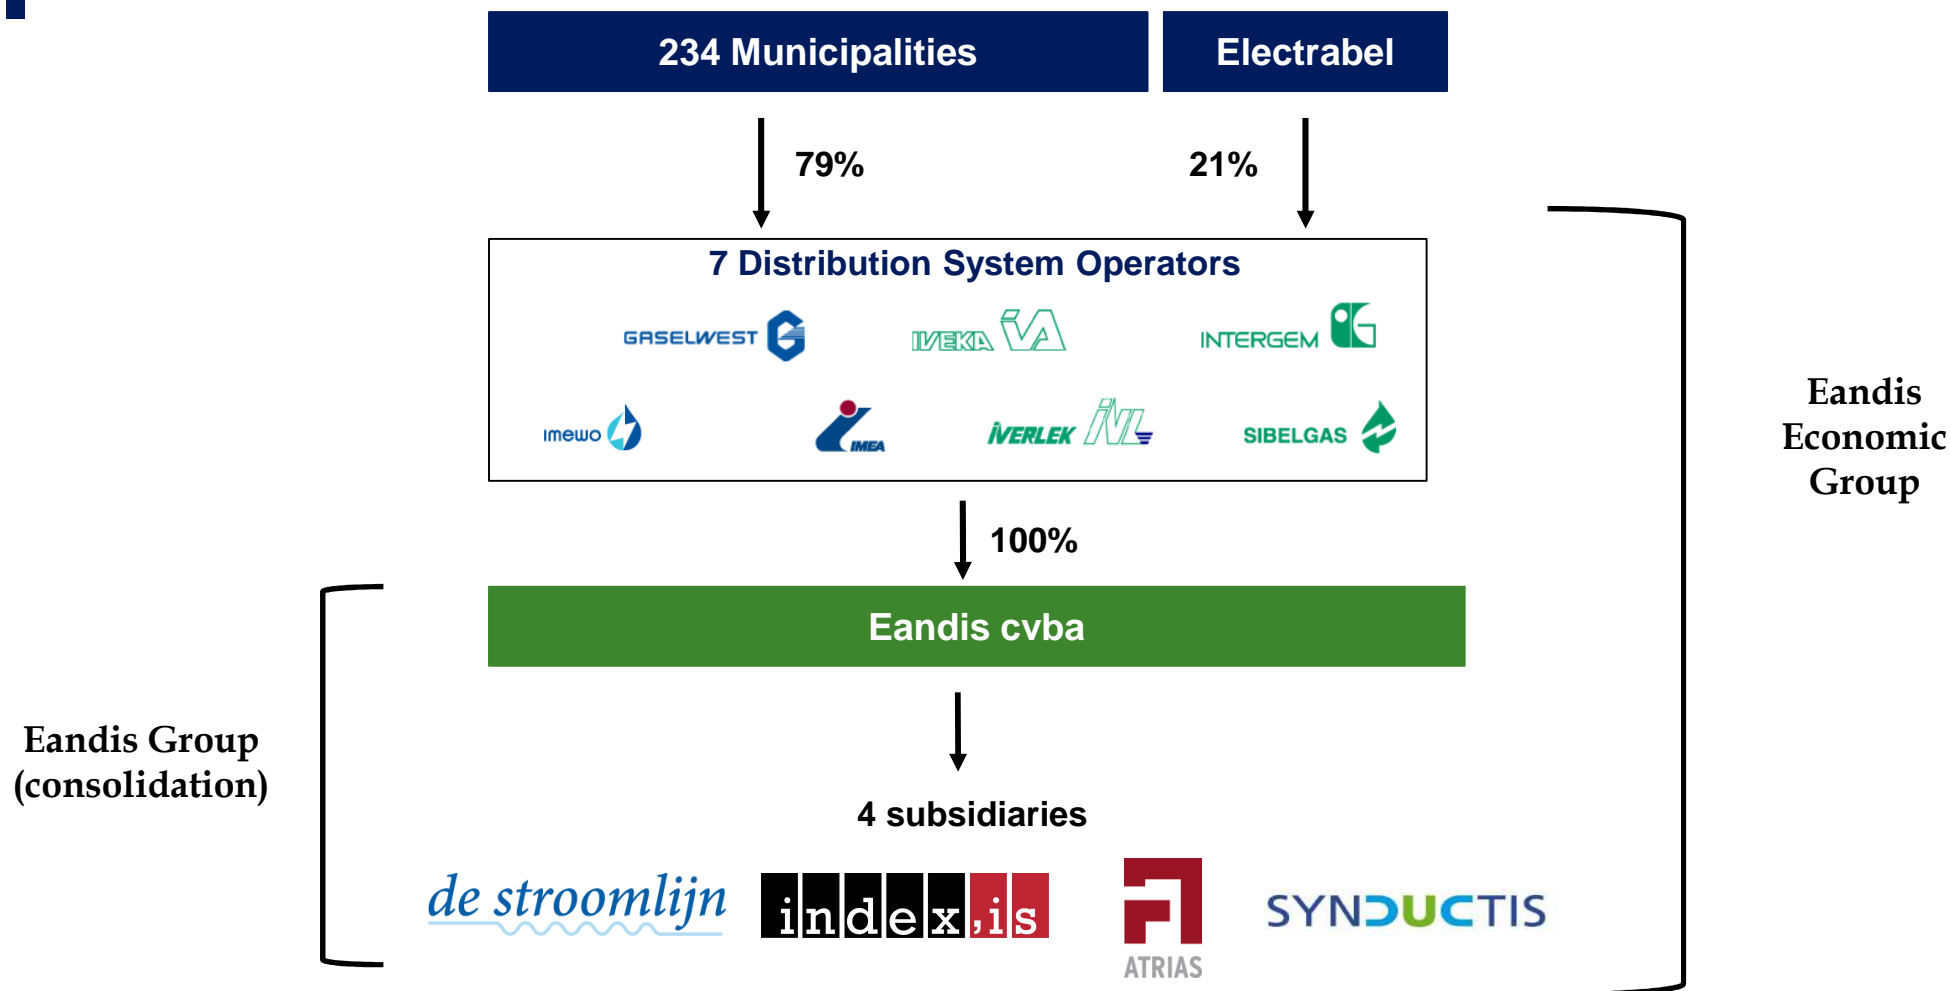 234 Municipalities
Electrabel
79%
21%
7 Distribution System Operators
GASELWEST
IVEKA
INTERGEM
imewo
IMEA
iVERLEK iVL
SIBELGAS
Eandis
Economic
Group
100%
Eandis cvba
Eandis Group
(consolidation)
4 subsidiaries
de stroomlijn
index,is
ATRIAS
SYNDUCTIS